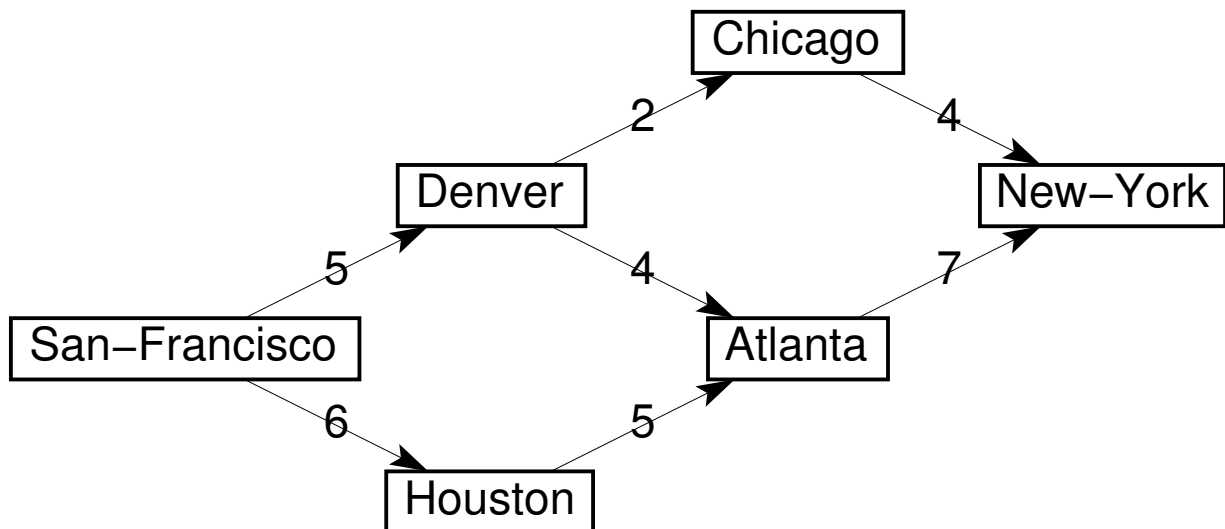 Chicago
2
4
Denver
New−York
5
4
7
San−Francisco
Atlanta
6
5
Houston